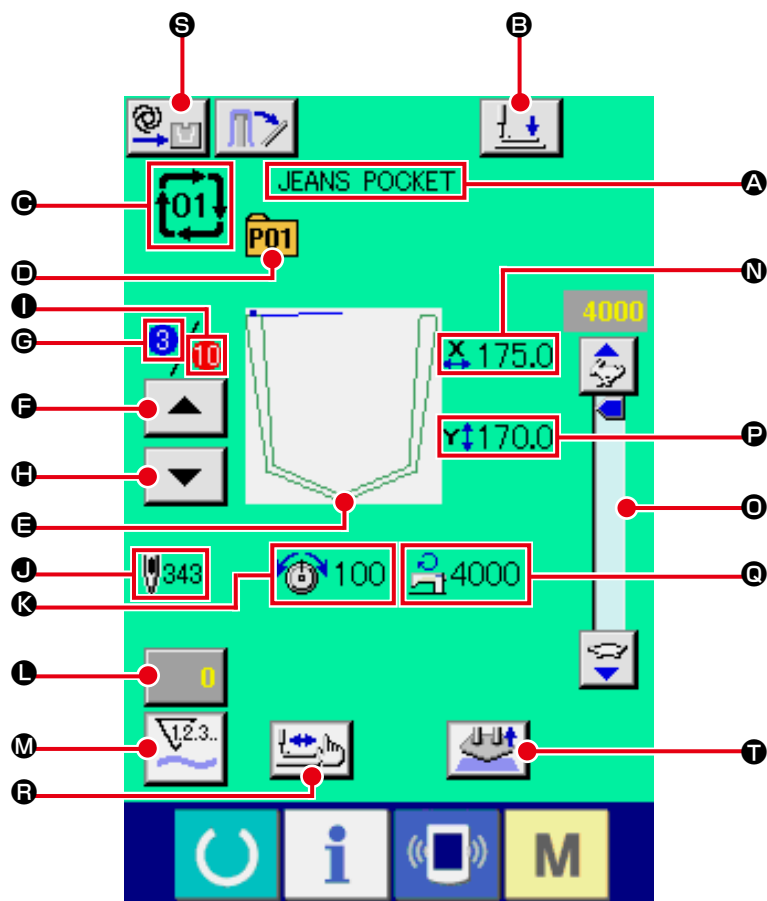 S B
JEANS POCKET A
C 01
D P01
I N
G 3 / 10 X 175.0 4000
F
Y 170.0 P
H
E O
J 343 100 4000 Q
K
L 0
M 1.2.3..
R T
i M